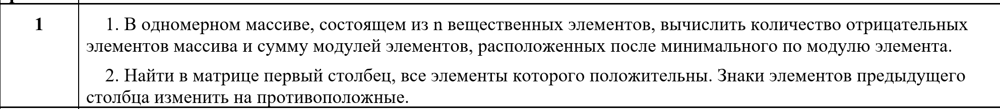 1 1. В одномерном массиве, состоящем из n вещественных элементов, вычислить количество отрицательных
элементов массива и сумму модулей элементов, расположенных после минимального по модулю элемента.
2. Найти в матрице первый столбец, все элементы которого положительны. Знаки элементов предыдущего
столбца изменить на противоположные.